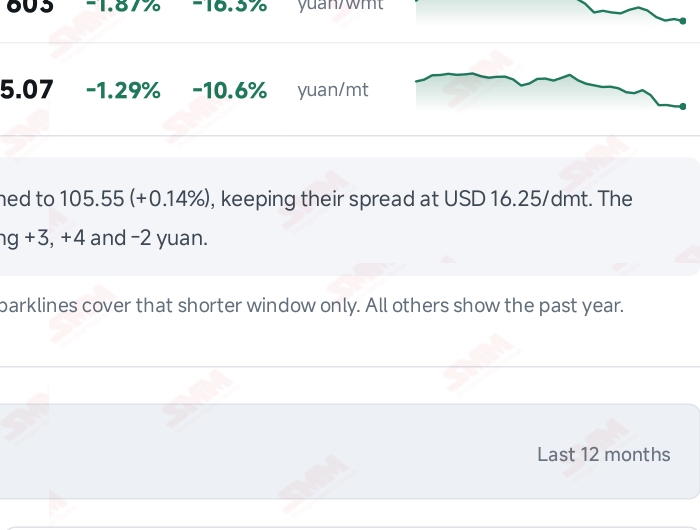 603 -1.87% -16.3% yuan/wmt
5.07 -1.29% -10.6% yuan/mt
ned to 105.55 (+0.14%), keeping their spread at USD 16.25/dmt. The
ng +3, +4 and -2 yuan.
parklines cover that shorter window only. All others show the past year.
Last 12 months
SMM